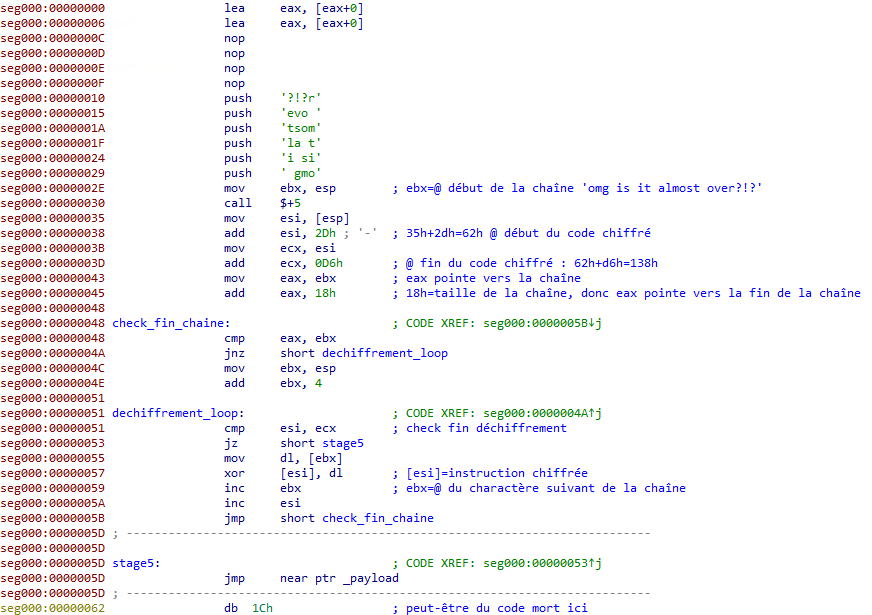 seg000:00000000 lea eax, [eax+0]
seg000:00000006 lea eax, [eax+0]
seg000:0000000C nop
seg000:0000000D nop
seg000:0000000E nop
seg000:0000000F nop
seg000:00000010 push '?!?r'
seg000:00000015 push 'evo '
seg000:0000001A push 'tsom'
seg000:0000001F push 'la t'
seg000:00000024 push 'i si'
seg000:00000029 push ' gmo'
seg000:0000002E mov ebx, esp ; ebx=@ début de la chaîne 'omg is it almost over?!?'
seg000:00000030 call $+5
seg000:00000035 mov esi, [esp]
seg000:00000038 add esi, 2Dh ; '-' ; 35h+2dh=62h @ début du code chiffré
seg000:0000003B mov ecx, esi
seg000:0000003D add ecx, 0D6h ; @ fin du code chiffré : 62h+d6h=138h
seg000:00000043 mov eax, ebx ; eax pointe vers la chaîne
seg000:00000045 add eax, 18h ; 18h=taille de la chaîne, donc eax pointe vers la fin de la chaîne
seg000:00000048
seg000:00000048 check_fin_chaine: ; CODE XREF: seg000:0000005B↓j
seg000:00000048 cmp eax, ebx
seg000:0000004A jnz short dechiffrement_loop
seg000:0000004C mov ebx, esp
seg000:0000004E add ebx, 4
seg000:00000051
seg000:00000051 dechiffrement_loop: ; CODE XREF: seg000:0000004A↑j
seg000:00000051 cmp esi, ecx ; check fin déchiffrement
seg000:00000053 jz short stage5
seg000:00000055 mov dl, [ebx]
seg000:00000057 xor [esi], dl ; [esi]=instruction chiffrée
seg000:00000059 inc ebx ; ebx=@ du charactère suivant de la chaîne
seg000:0000005A inc esi
seg000:0000005B jmp short check_fin_chaine
seg000:0000005D ; ---------------------------------------------------------------------------
seg000:0000005D
seg000:0000005D stage5: ; CODE XREF: seg000:00000053↑j
seg000:0000005D jmp near ptr _payload
seg000:0000005D ; ---------------------------------------------------------------------------
seg000:00000062 db 1Ch ; peut-être du code mort ici